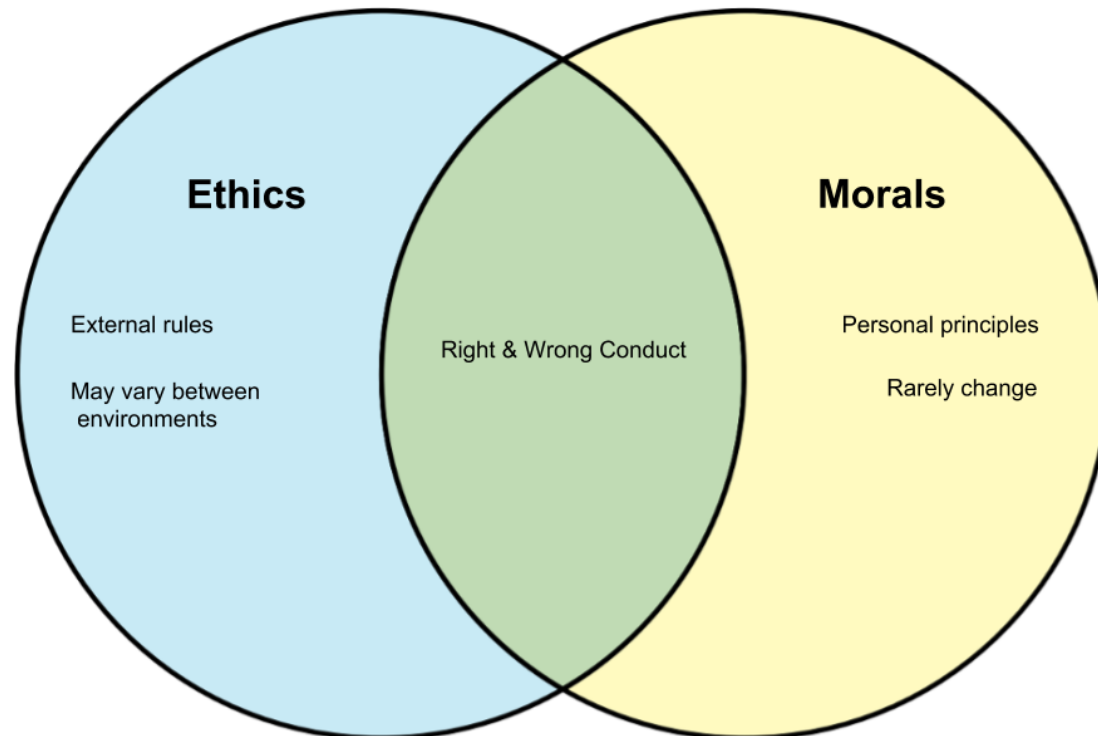 Ethics
Morals
External rules
May vary between
environments
Right & Wrong Conduct
Personal principles
Rarely change